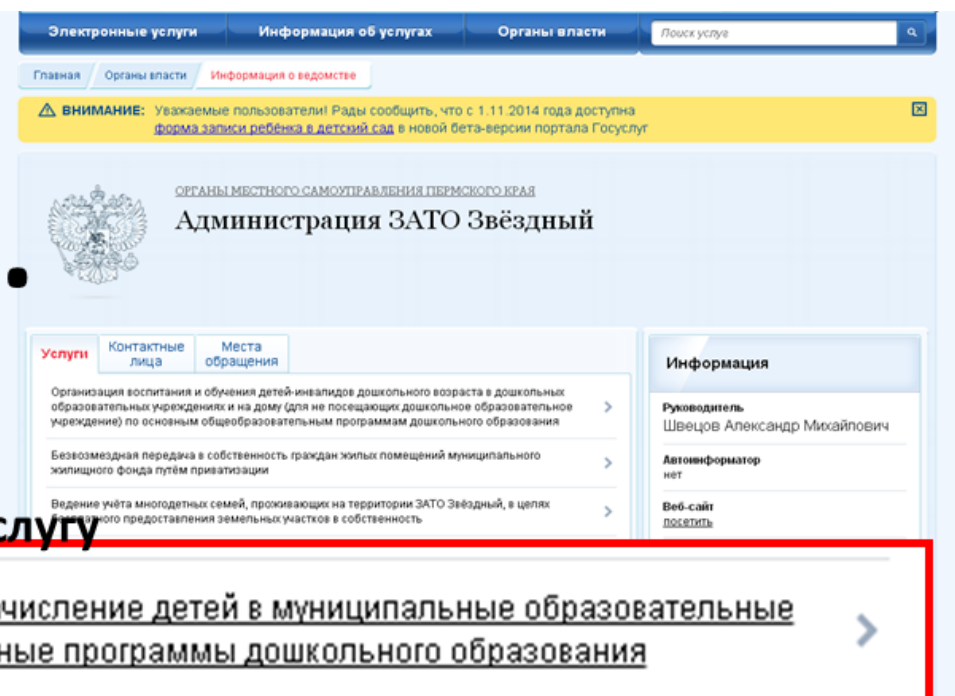 Электронные услуги Информация об услугах Органы власти Поиск услуг
Главная Органы власти Информация о ведомстве
ВНИМАНИЕ: Уважаемые пользователи! Рады сообщить, что с 1.11.2014 года доступна
форма записи ребёнка в детский сад в новой бета-версии портала Госуслуг
ОРГАНЫ МЕСТНОГО САМОУПРАВЛЕНИЯ ПЕРМСКОГО КРАЯ
Администрация ЗАТО Звёздный
Услуги
Контактные лица
Места обращения
Организация воспитания и обучения детей-инвалидов дошкольного возраста в дошкольных
образовательных учреждениях и на дому (для не посещающих дошкольное образовательное
учреждение) по основным общеобразовательным программам дошкольного образования
Безвозмездная передача в собственность граждан жилых помещений муниципального
жилищного фонда путём приватизации
Ведение учёта многодетных семей, проживающих на территории ЗАТО Звёздный, в целях
бесплатного предоставления земельных участков в собственность
Информация
Руководитель
Швецов Александр Михайлович
Автоинформатор
нет
Веб-сайт
посетить
слугу
числение детей в муниципальные образовательные
ные программы дошкольного образования